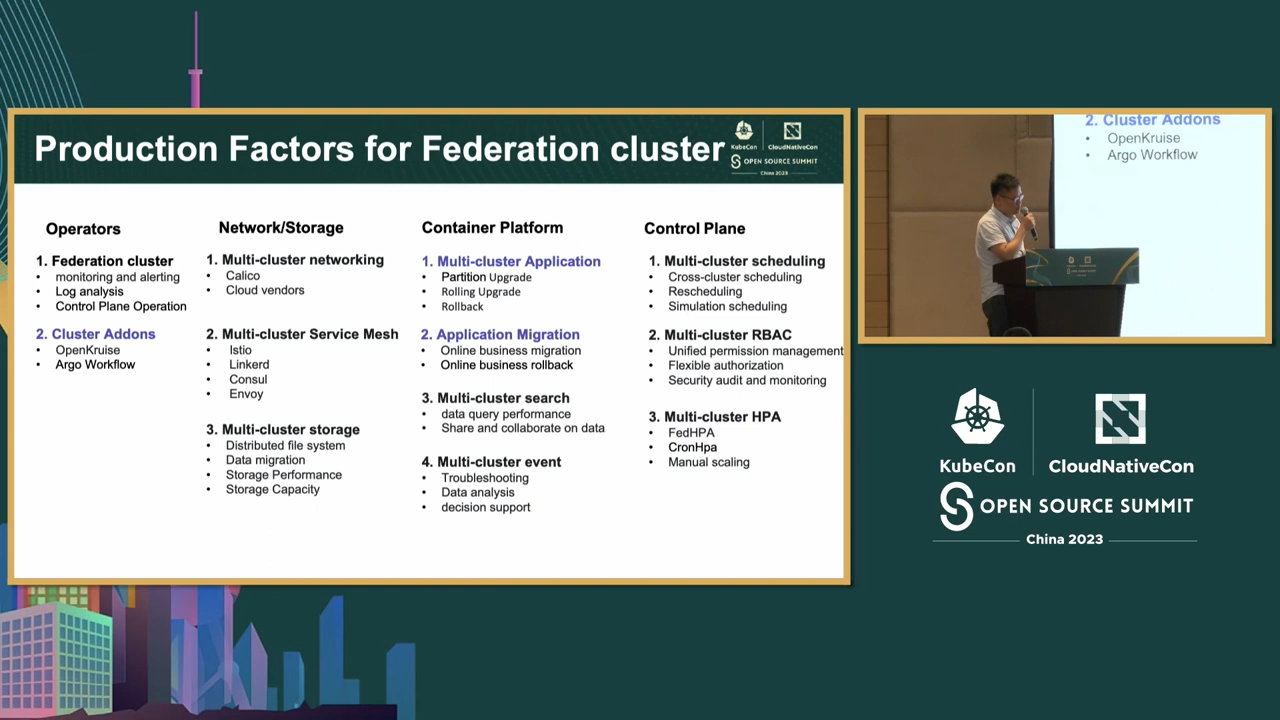 Production Factors for Federation cluster
KubeCon
CloudNativeCon
OPEN SOURCE SUMMIT
China 2023
Operators
1. Federation cluster
• monitoring and alerting
• Log analysis
• Control Plane Operation
2. Cluster Addons
• OpenKruise
• Argo Workflow
Network/Storage
1. Multi-cluster networking
• Calico
• Cloud vendors
2. Multi-cluster Service Mesh
• Istio
• Linkerd
• Consul
• Envoy
3. Multi-cluster storage
• Distributed file system
• Data migration
• Storage Performance
• Storage Capacity
Container Platform
1. Multi-cluster Application
• Partition Upgrade
• Rolling Upgrade
• Rollback
2. Application Migration
• Online business migration
• Online business rollback
3. Multi-cluster search
• data query performance
• Share and collaborate on data
4. Multi-cluster event
• Troubleshooting
• Data analysis
• decision support
Control Plane
1. Multi-cluster scheduling
• Cross-cluster scheduling
• Rescheduling
• Simulation scheduling
2. Multi-cluster RBAC
• Unified permission management
• Flexible authorization
• Security audit and monitoring
3. Multi-cluster HPA
• FedHPA
• CronHpa
• Manual scaling
2. Cluster Addons
• OpenKruise
• Argo Workflow
KubeCon
CloudNativeCon
OPEN SOURCE SUMMIT
China 2023